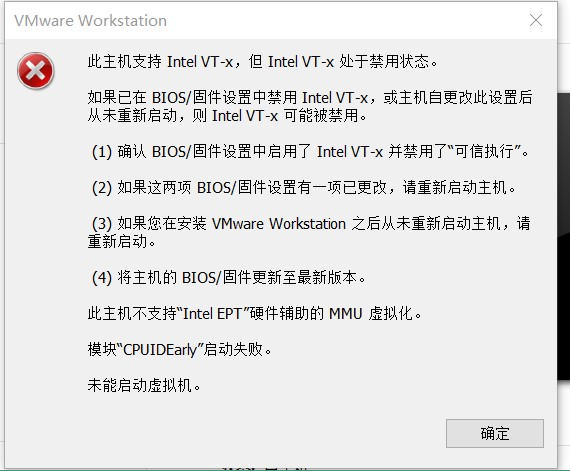 VMware Workstation
此主机支持 Intel VT-x，但 Intel VT-x 处于禁用状态。
如果已在 BIOS/固件设置中禁用 Intel VT-x，或主机自更改此设置后
从未重新启动，则 Intel VT-x 可能被禁用。
(1) 确认 BIOS/固件设置中启用了 Intel VT-x 并禁用了“可信执行”。
(2) 如果这两项 BIOS/固件设置有一项已更改，请重新启动主机。
(3) 如果您在安装 VMware Workstation 之后从未重新启动主机，请
重新启动。
(4) 将主机的 BIOS/固件更新至最新版本。
此主机不支持“Intel EPT”硬件辅助的 MMU 虚拟化。
模块“CPUIDEarly”启动失败。
未能启动虚拟机。
确定